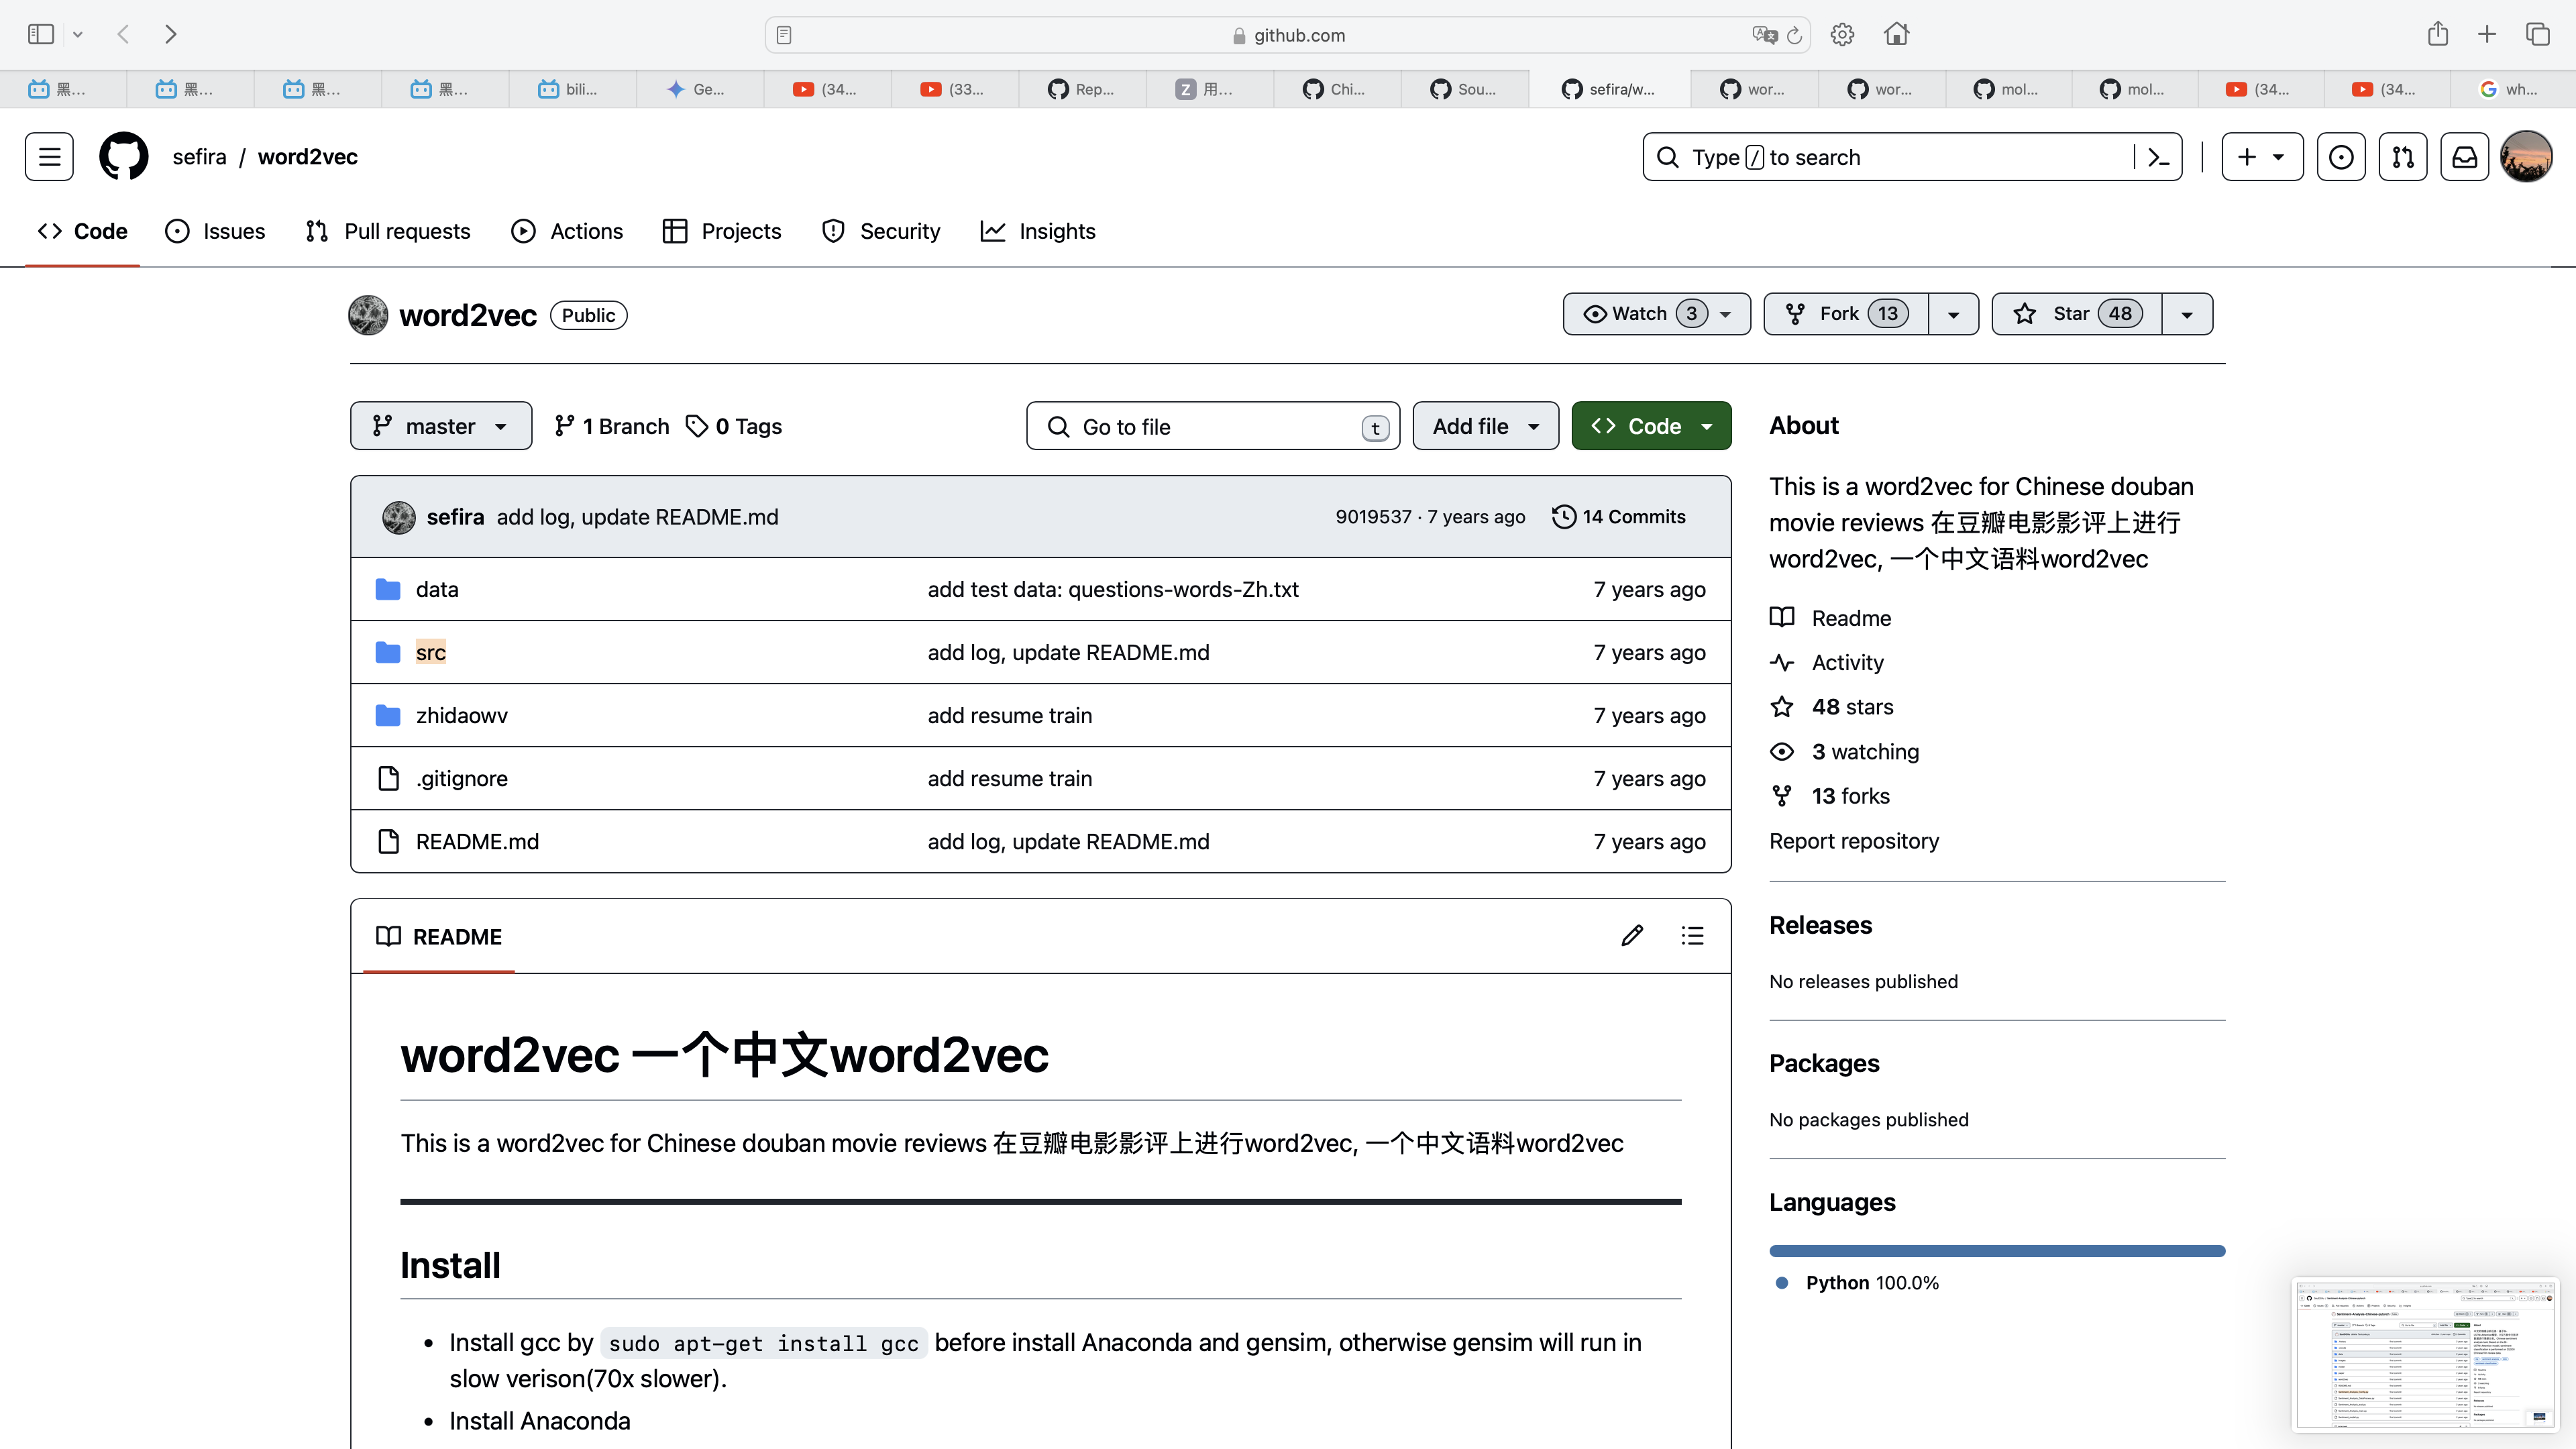 github.com
黑...
黑...
黑...
黑...
bili...
Ge...
(34...
(33...
Rep...
Z 用...
Chi...
Sou...
sefira/w...
wor...
wor...
mol...
mol...
(34...
(34...
wh...
sefira / word2vec
Type / to search
Code
Issues
Pull requests
Actions
Projects
Security
Insights
word2vec Public
Watch 3
Fork 13
Star 48
master
1 Branch
0 Tags
Go to file t
Add file
Code
sefira add log, update README.md 9019537 · 7 years ago 14 Commits
data add test data: questions-words-Zh.txt 7 years ago
src add log, update README.md 7 years ago
zhidaowv add resume train 7 years ago
.gitignore add resume train 7 years ago
README.md add log, update README.md 7 years ago
README
word2vec 一个中文word2vec
This is a word2vec for Chinese douban movie reviews 在豆瓣电影影评上进行word2vec, 一个中文语料word2vec
Install
• Install gcc by sudo apt-get install gcc before install Anaconda and gensim, otherwise gensim will run in
slow verison(70x slower).
• Install Anaconda
About
This is a word2vec for Chinese douban
movie reviews 在豆瓣电影影评上进行
word2vec, 一个中文语料word2vec
Readme
Activity
48 stars
3 watching
13 forks
Report repository
Releases
No releases published
Packages
No packages published
Languages
Python 100.0%